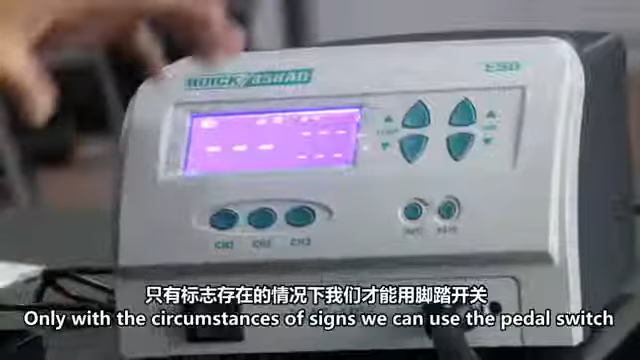 QUICK
ESD
CH1 CH2 CH3
只有标志存在的情况下我们才能用脚踏开关
Only with the circumstances of signs we can use the pedal switch